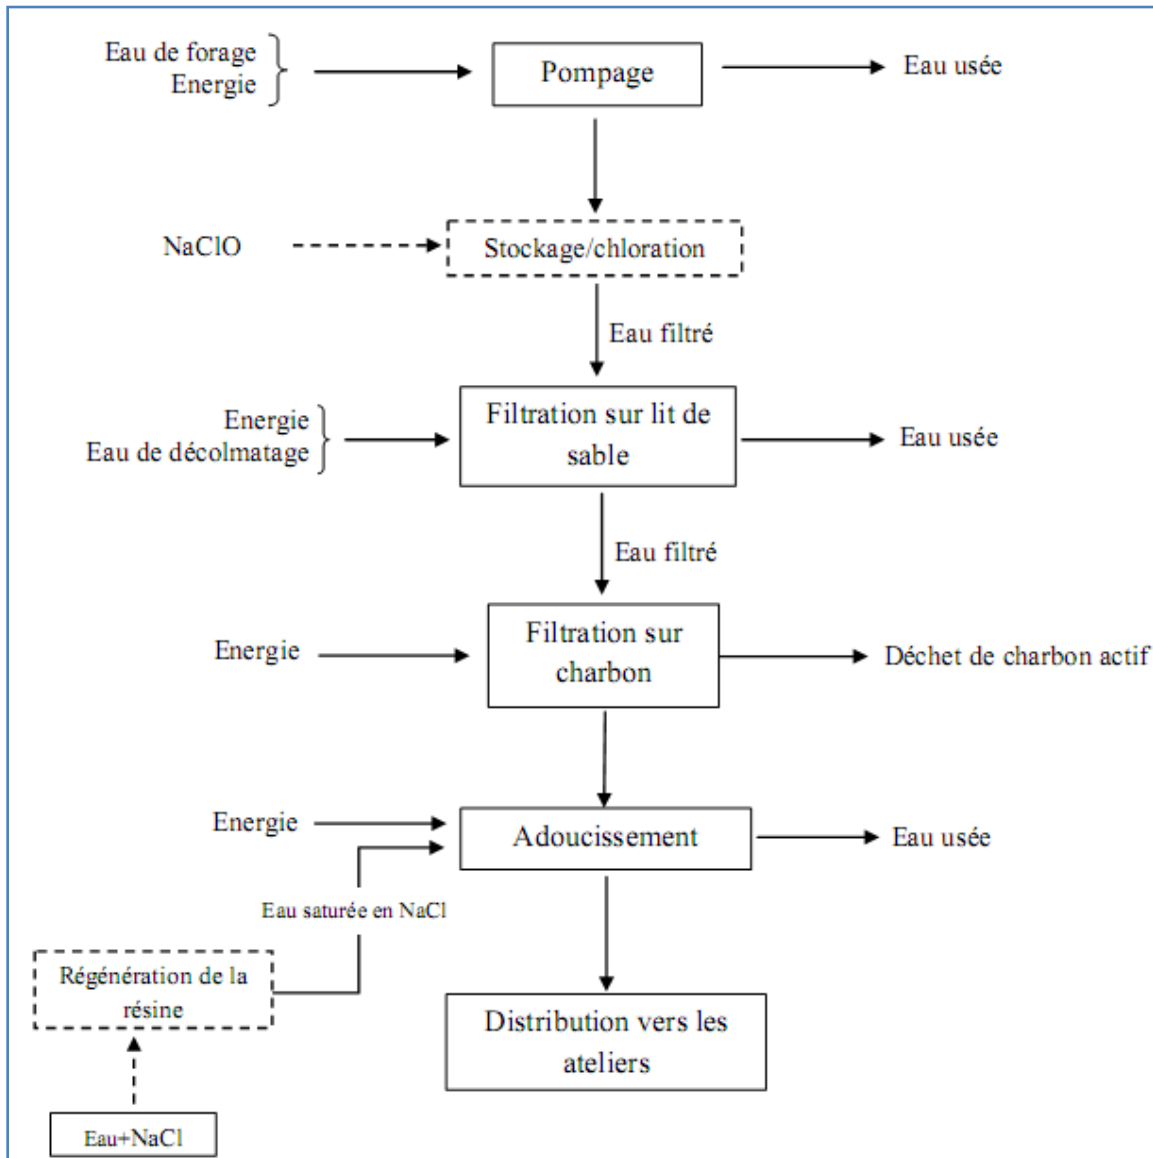 Eau de forage
Energie
Pompage
Eau usée
NaClO
Stockage/chloration
Eau filtré
Energie
Eau de décolmatage
Filtration sur lit de
sable
Eau usée
Eau filtré
Energie
Filtration sur
charbon
Déchet de charbon actif
Energie
Adoucissement
Eau usée
Eau saturée en NaCl
Régénération de la
résine
Distribution vers les
ateliers
Eau+NaCl